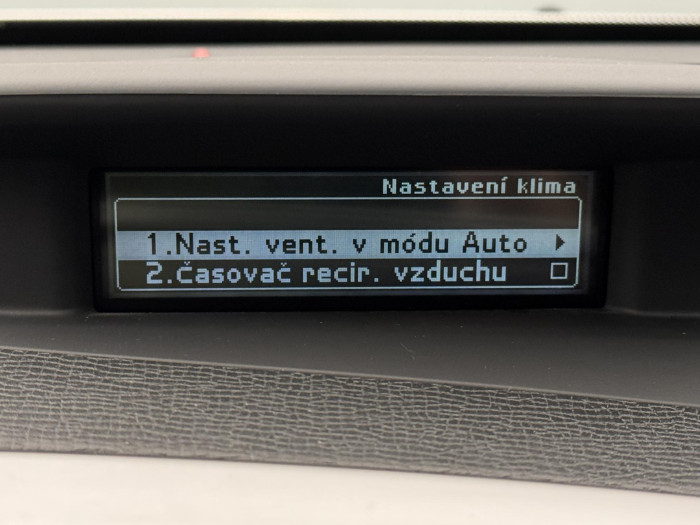 Nastavení klima
1.Nast. vent. v módu Auto
2.Časovač recir. vzduchu